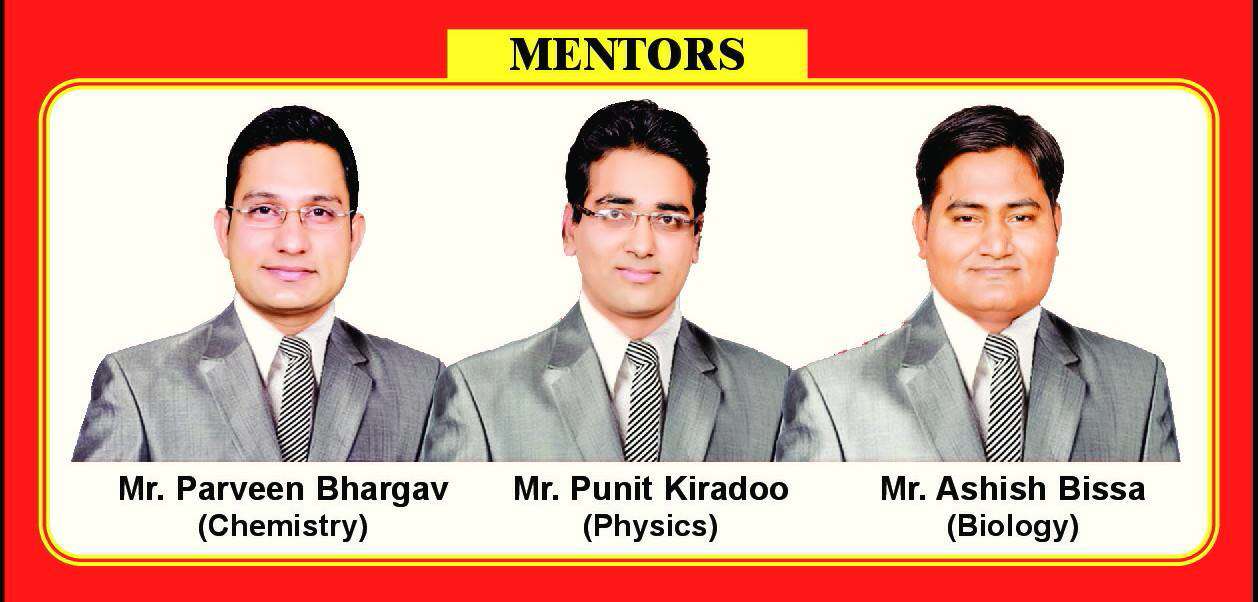 MENTORS
Mr. Parveen Bhargav
(Chemistry)
Mr. Punit Kiradoo
(Physics)
Mr. Ashish Bissa
(Biology)